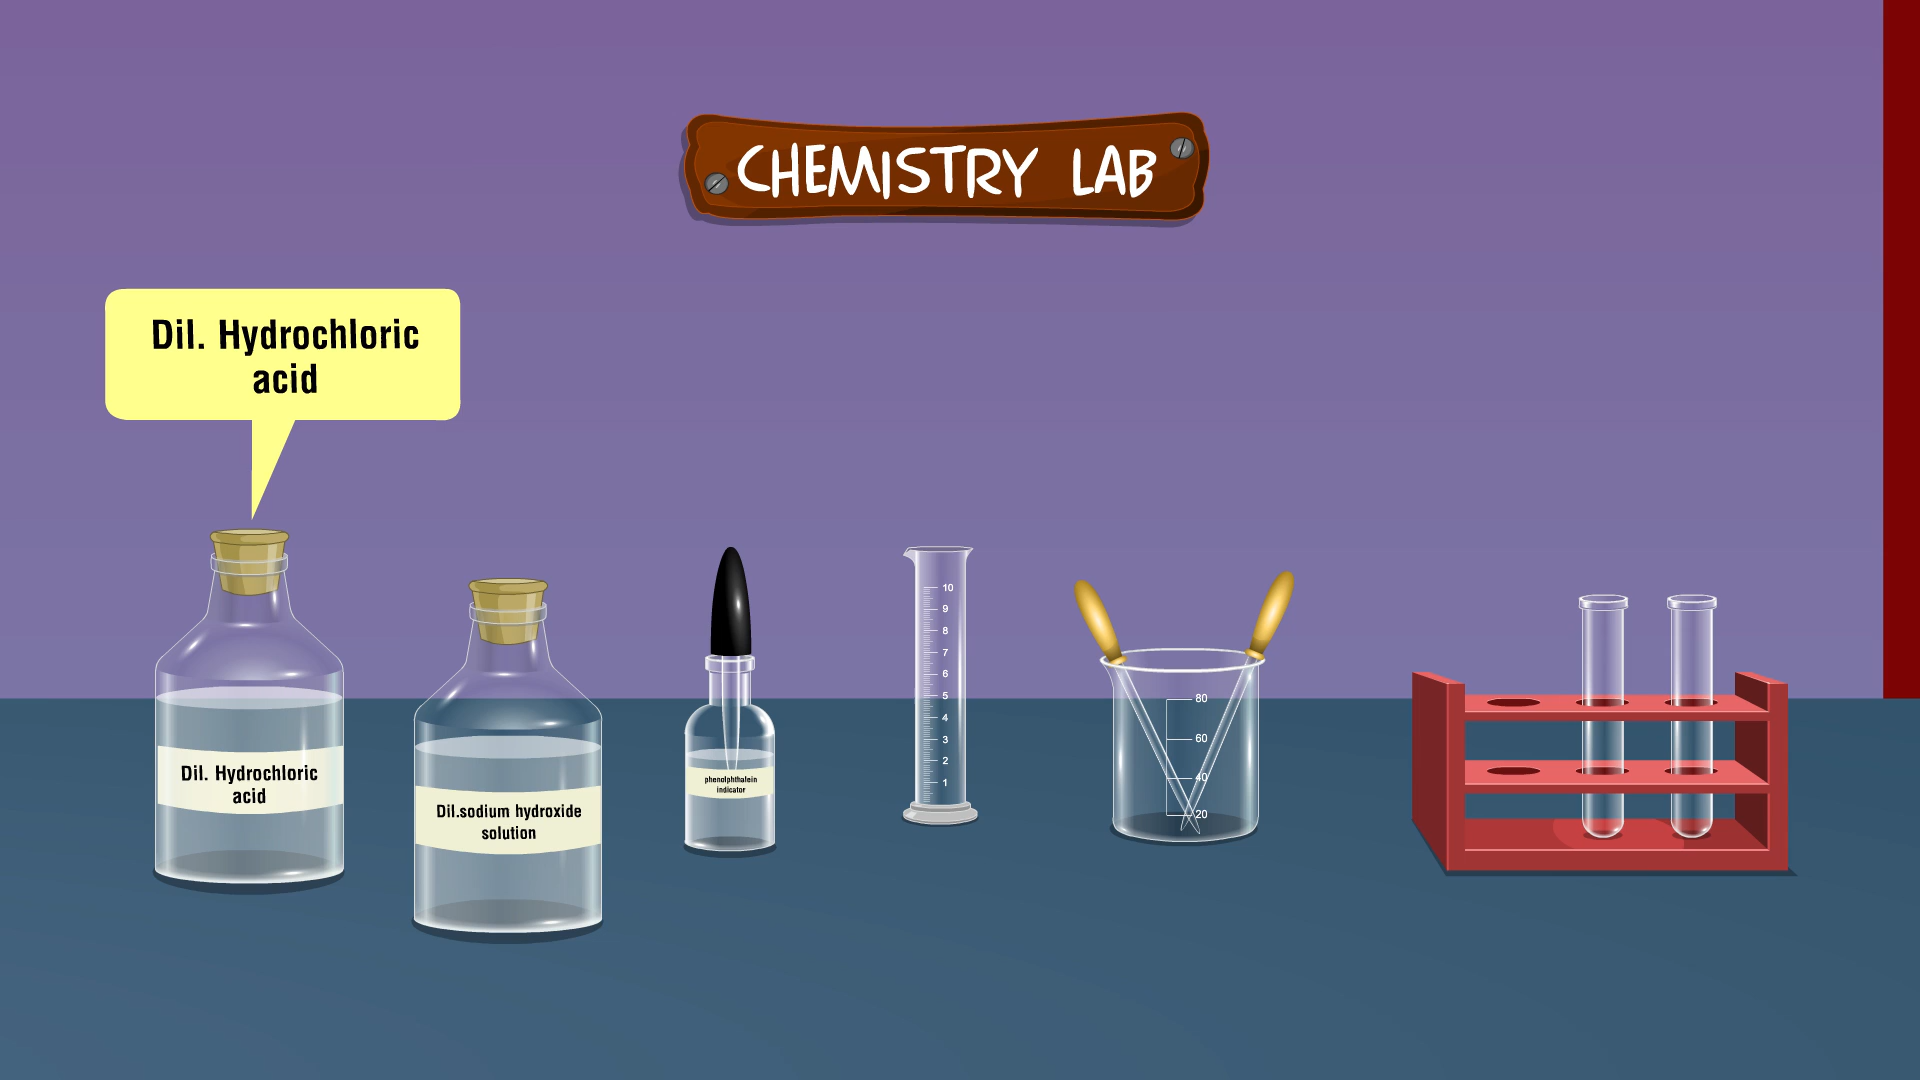 CHEMISTRY LAB
Dil. Hydrochloric
acid
Dil. Hydrochloric
acid
Dil.sodium hydroxide
solution
phenolphthalein
indicator
10
9
8
7
6
5
4
3
2
1
80
60
40
20